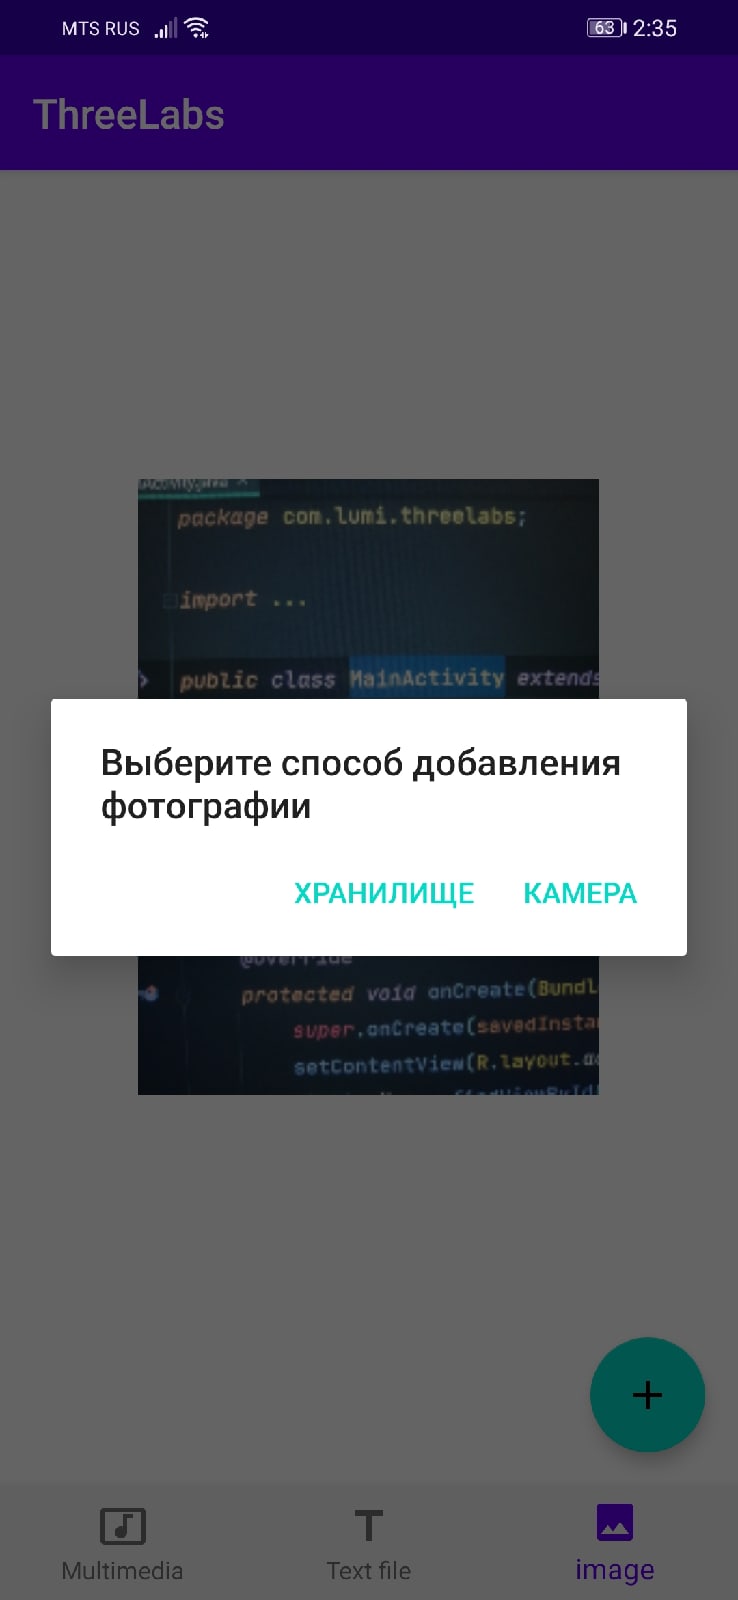 MTS RUS 63 2:35
ThreeLabs
package com.lumi.threelabs;
import ...
public class MainActivity extends
Выберите способ добавления
фотографии
ХРАНИЛИЩЕ КАМЕРА
@Override
protected void onCreate(Bundl
super.onCreate(savedInsta
setContentView(R.layout.a
Multimedia Text file image